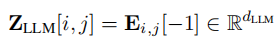 Z_LLM[i, j] = E_{i,j}[−1] ∈ ℝ^{d_LLM}